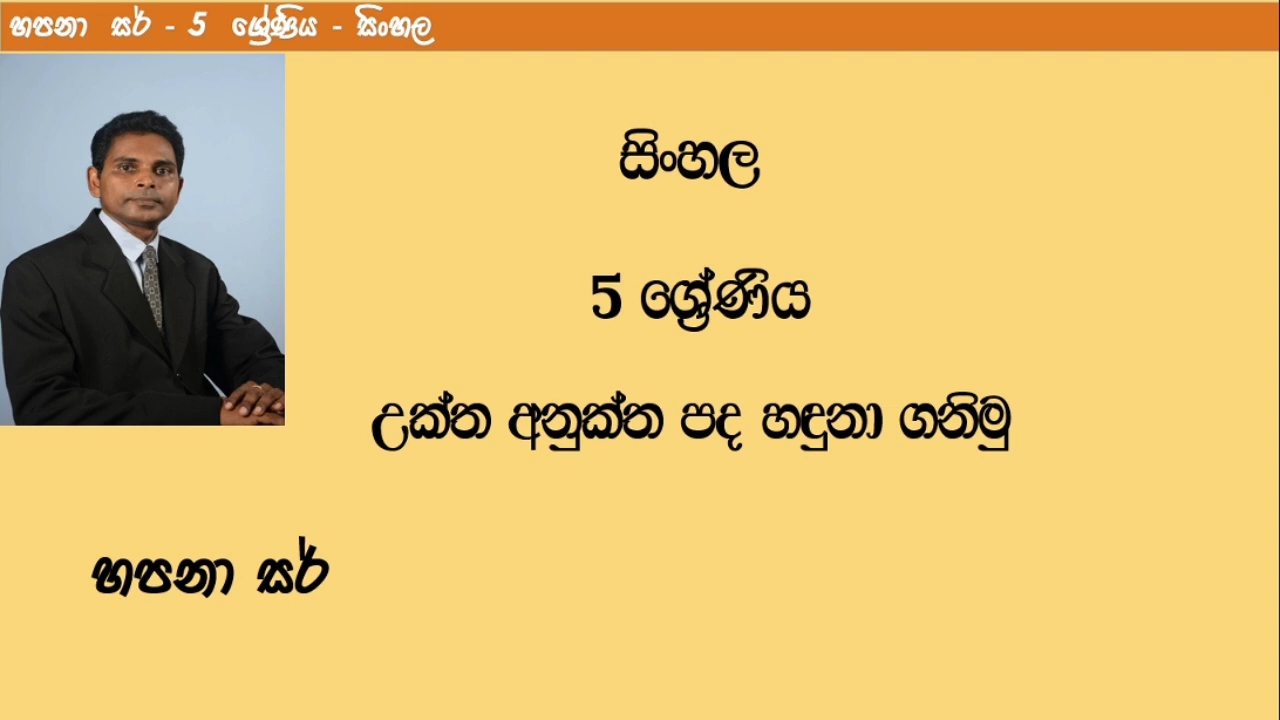 හපනා සර් - 5 ශ්‍රේණිය - සිංහල
සිංහල
5 ශ්‍රේණිය
උක්ත අනුක්ත පද හඳුනා ගනිමු
හපනා සර්